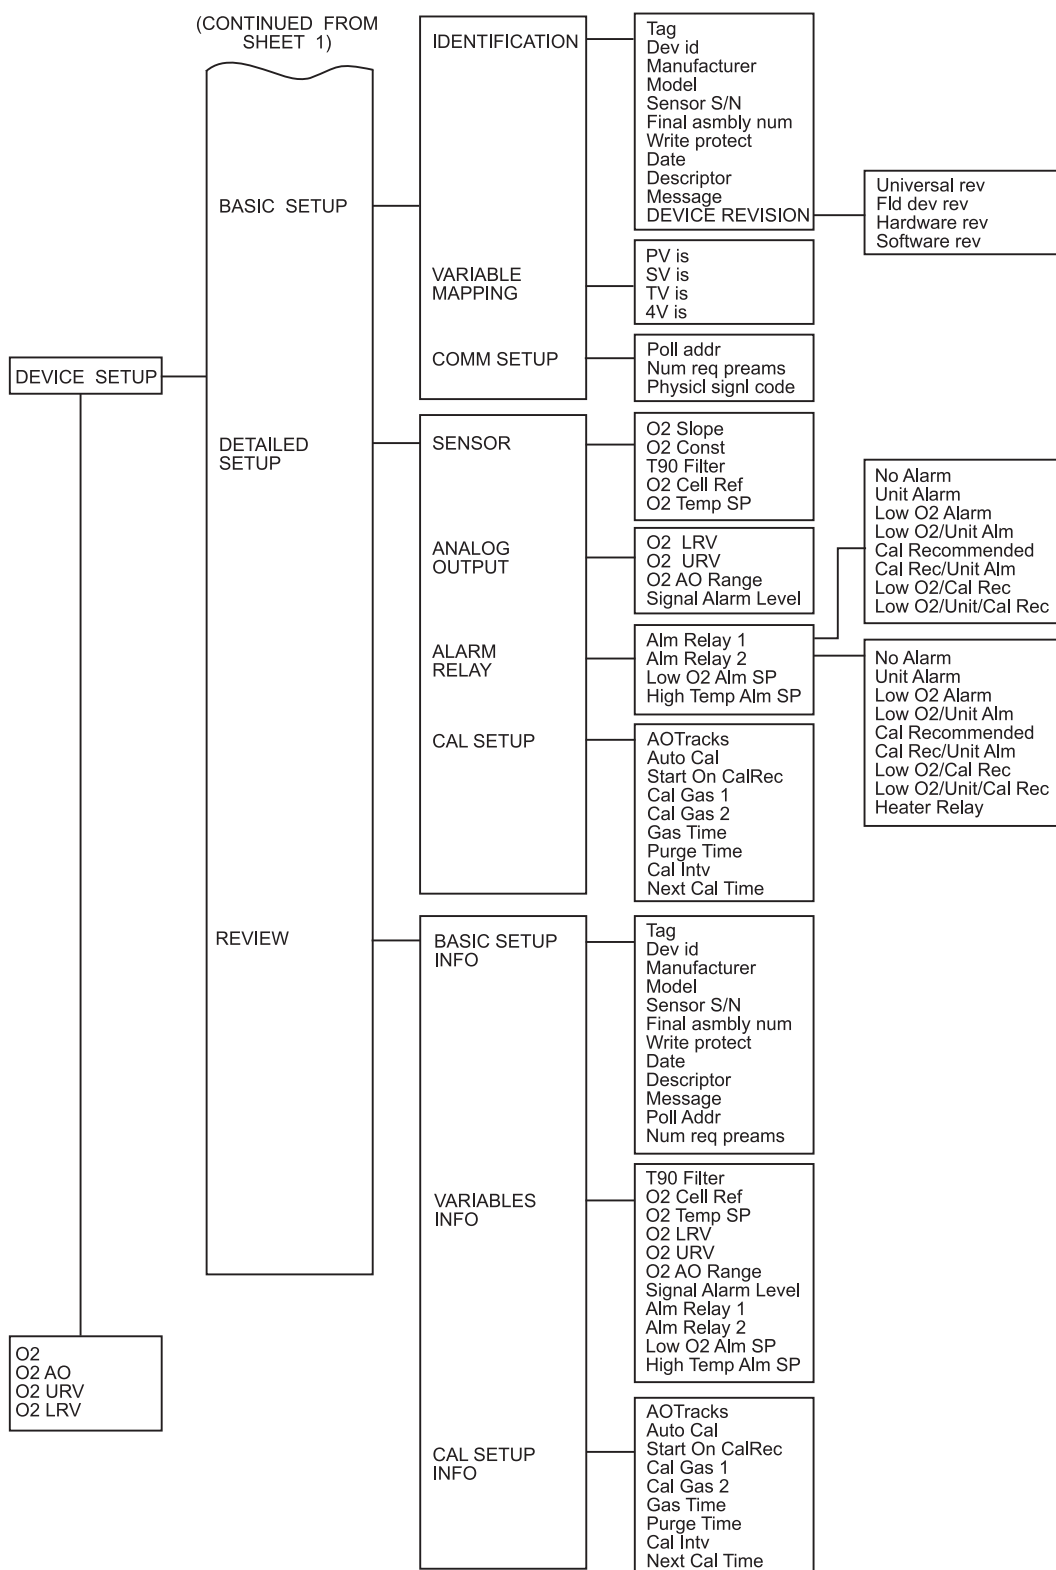 (CONTINUED FROM
SHEET 1)
DEVICE SETUP
O2
O2 AO
O2 URV
O2 LRV
BASIC SETUP
DETAILED
SETUP
REVIEW
IDENTIFICATION
VARIABLE
MAPPING
COMM SETUP
Tag
Dev id
Manufacturer
Model
Sensor S/N
Final asmbly num
Write protect
Date
Descriptor
Message
DEVICE REVISION
Universal rev
Fld dev rev
Hardware rev
Software rev
PV is
SV is
TV is
4V is
Poll addr
Num req preams
Physicl signl code
SENSOR
ANALOG
OUTPUT
ALARM
RELAY
CAL SETUP
O2 Slope
O2 Const
T90 Filter
O2 Cell Ref
O2 Temp SP
O2 LRV
O2 URV
O2 AO Range
Signal Alarm Level
Alm Relay 1
Alm Relay 2
Low O2 Alm SP
High Temp Alm SP
No Alarm
Unit Alarm
Low O2 Alarm
Low O2/Unit Alm
Cal Recommended
Cal Rec/Unit Alm
Low O2/Cal Rec
Low O2/Unit/Cal Rec
No Alarm
Unit Alarm
Low O2 Alarm
Low O2/Unit Alm
Cal Recommended
Cal Rec/Unit Alm
Low O2/Cal Rec
Low O2/Unit/Cal Rec
Heater Relay
AOTracks
Auto Cal
Start On CalRec
Cal Gas 1
Cal Gas 2
Gas Time
Purge Time
Cal Intv
Next Cal Time
BASIC SETUP
INFO
VARIABLES
INFO
CAL SETUP
INFO
Tag
Dev id
Manufacturer
Model
Sensor S/N
Final asmbly num
Write protect
Date
Descriptor
Message
Poll Addr
Num req preams
T90 Filter
O2 Cell Ref
O2 Temp SP
O2 LRV
O2 URV
O2 AO Range
Signal Alarm Level
Alm Relay 1
Alm Relay 2
Low O2 Alm SP
High Temp Alm SP
AOTracks
Auto Cal
Start On CalRec
Cal Gas 1
Cal Gas 2
Gas Time
Purge Time
Cal Intv
Next Cal Time